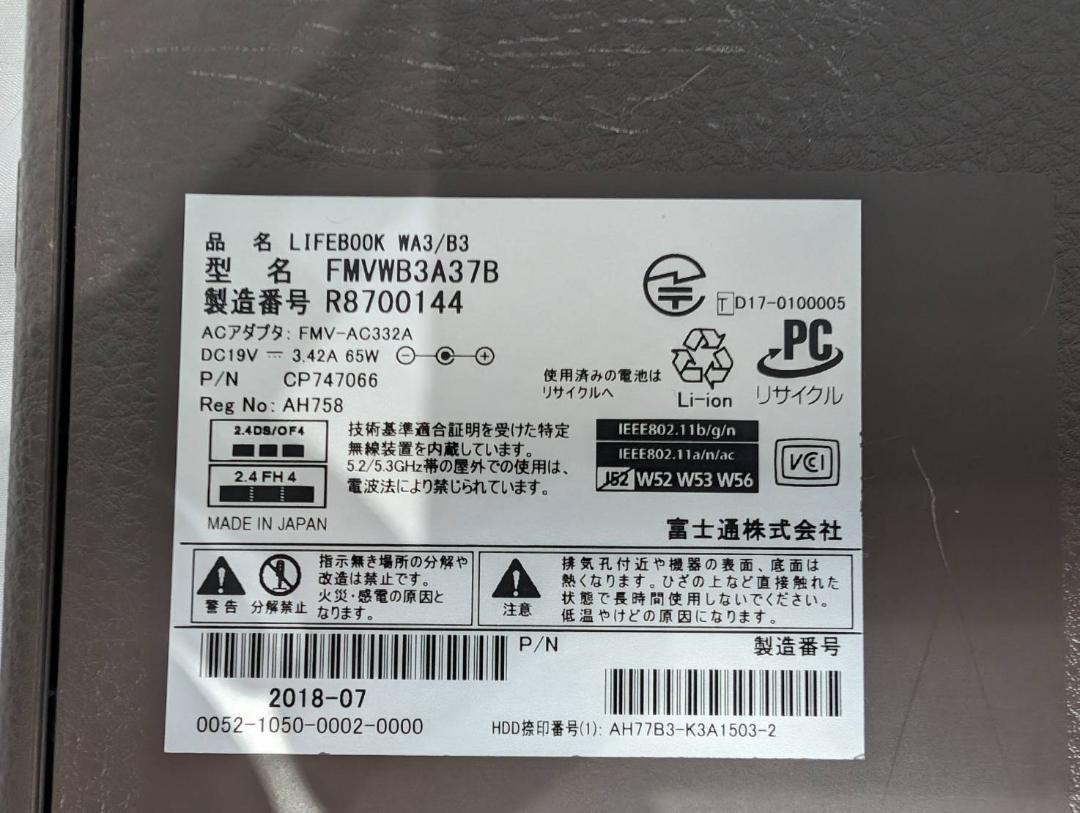 品 名 LIFEBOOK WA3/B3
型 名 FMVWB3A37B
製造番号 R8700144
ACアダプタ: FMV-AC332A
DC19V ⎓ 3.42A 65W
P/N CP747066
Reg No: AH758
T D17-0100005
使用済みの電池は
リサイクルへ
Li-ion
PC
リサイクル
2.4DS/OF4
2.4FH4
MADE IN JAPAN
技術基準適合証明を受けた特定
無線装置を内蔵しています。
5.2/5.3GHz帯の屋外での使用は、
電波法により禁じられています。
IEEE802.11b/g/n
IEEE802.11a/n/ac
J52 W52 W53 W56
VCI
富士通株式会社
警告 分解禁止
指示無き場所の分解や
改造は禁止です。
火災・感電の原因と
なります。
注意
排気孔付近や機器の表面、底面は
熱くなります。ひざの上など直接触れた
状態で長時間使用しないでください。
低温やけどの原因になります。
P/N
製造番号
2018-07
0052-1050-0002-0000
HDD捺印番号(1): AH77B3-K3A1503-2